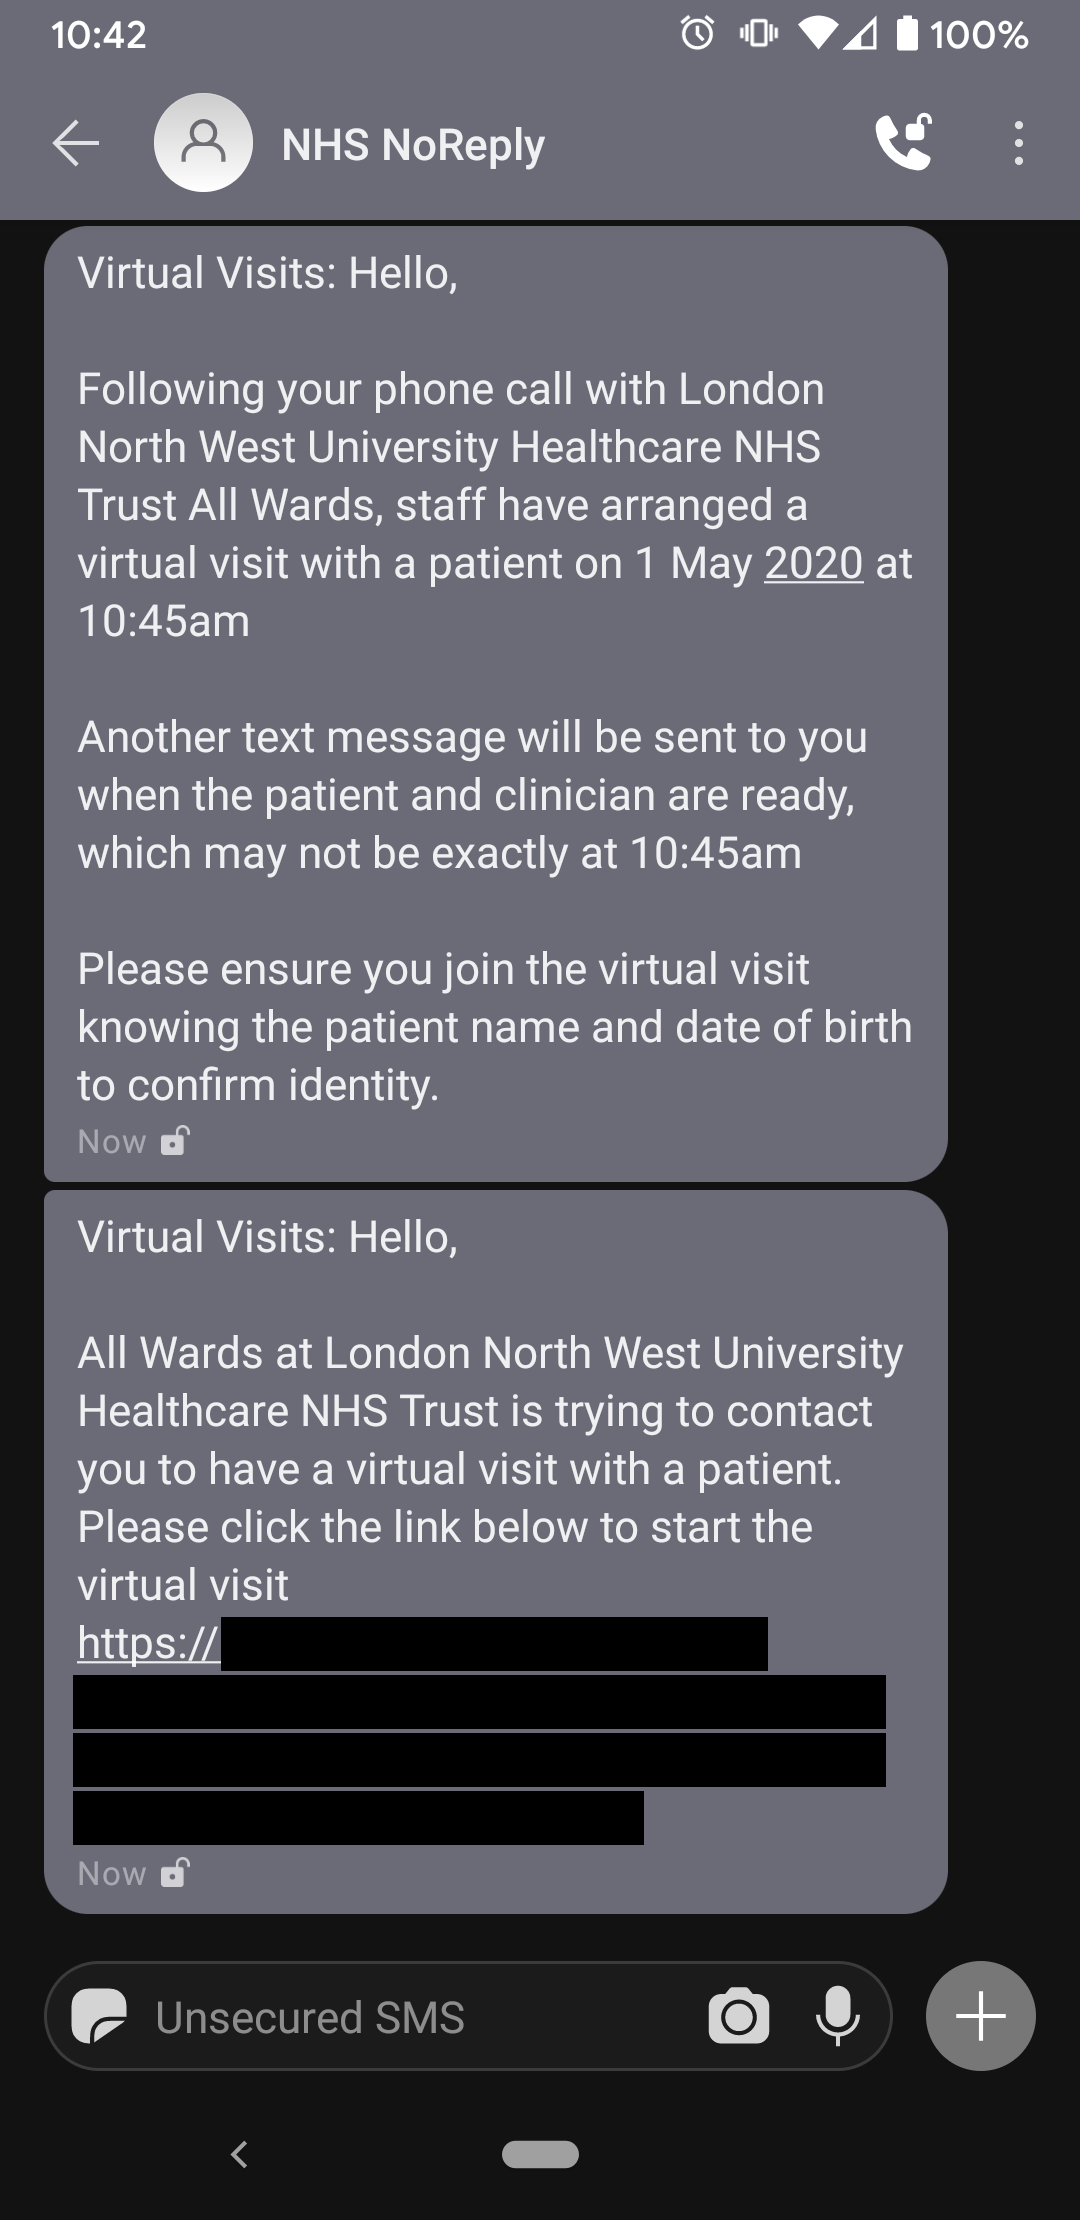 10:42
100%
NHS NoReply
Virtual Visits: Hello,
Following your phone call with London
North West University Healthcare NHS
Trust All Wards, staff have arranged a
virtual visit with a patient on 1 May 2020 at
10:45am
Another text message will be sent to you
when the patient and clinician are ready,
which may not be exactly at 10:45am
Please ensure you join the virtual visit
knowing the patient name and date of birth
to confirm identity.
Now
Virtual Visits: Hello,
All Wards at London North West University
Healthcare NHS Trust is trying to contact
you to have a virtual visit with a patient.
Please click the link below to start the
virtual visit
https://
Now
Unsecured SMS